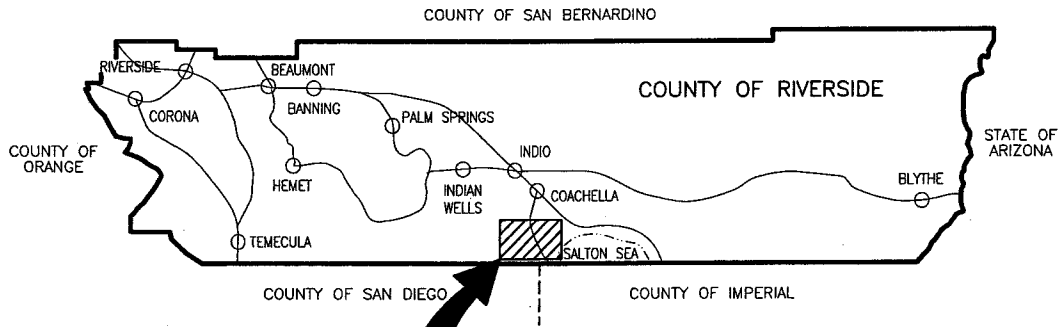 COUNTY OF SAN BERNARDINO
RIVERSIDE
BEAUMONT
COUNTY OF RIVERSIDE
BANNING
CORONA
PALM SPRINGS
STATE OF
ARIZONA
COUNTY OF
ORANGE
INDIO
HEMET
INDIAN
WELLS
COACHELLA
BLYTHE
TEMECULA
SALTON SEA
COUNTY OF SAN DIEGO
COUNTY OF IMPERIAL